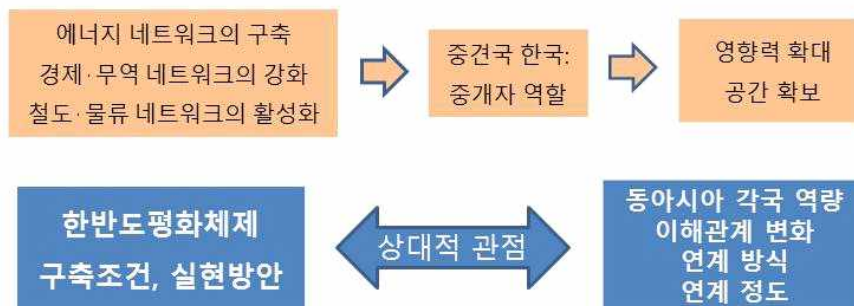 에너지 네트워크의 구축
경제·무역 네트워크의 강화
철도·물류 네트워크의 활성화
중견국 한국:
중개자 역할
영향력 확대
공간 확보
한반도평화체제
구축조건, 실현방안
상대적 관점
동아시아 각국 역량
이해관계 변화
연계 방식
연계 정도